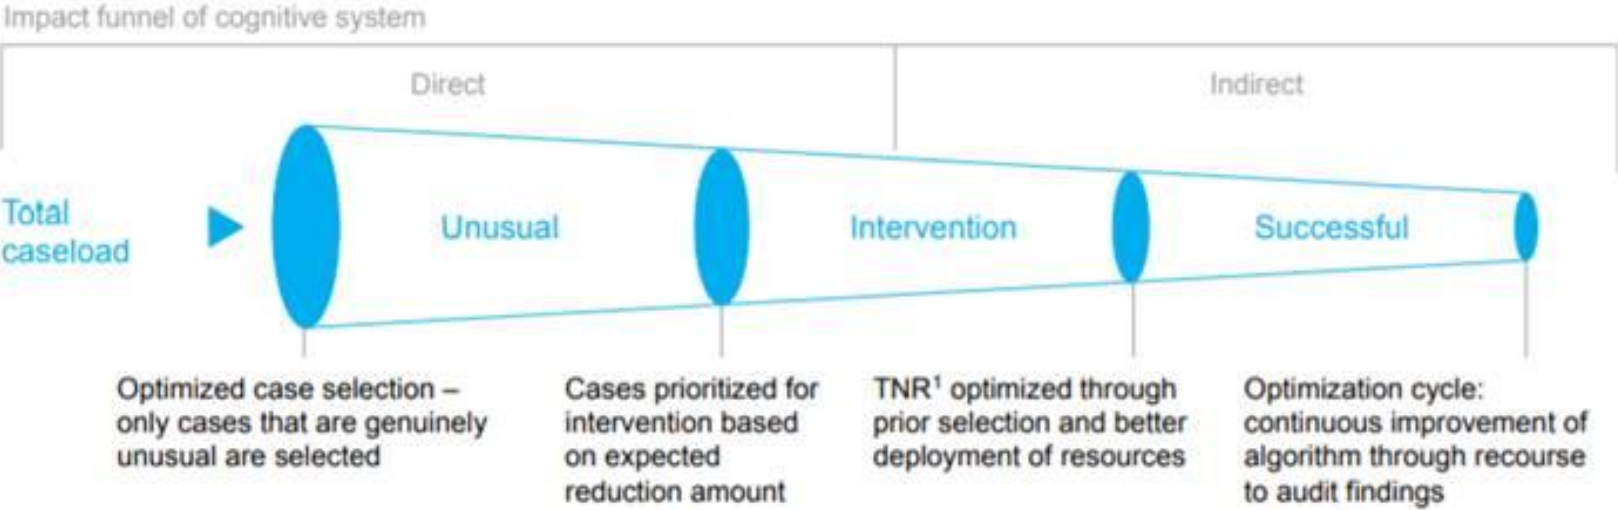 Impact funnel of cognitive system
Direct
Indirect
Total
caseload
Unusual
Intervention
Successful
Optimized case selection –
only cases that are genuinely
unusual are selected
Cases prioritized for
intervention based
on expected
reduction amount
TNR¹ optimized through
prior selection and better
deployment of resources
Optimization cycle:
continuous improvement of
algorithm through recourse
to audit findings